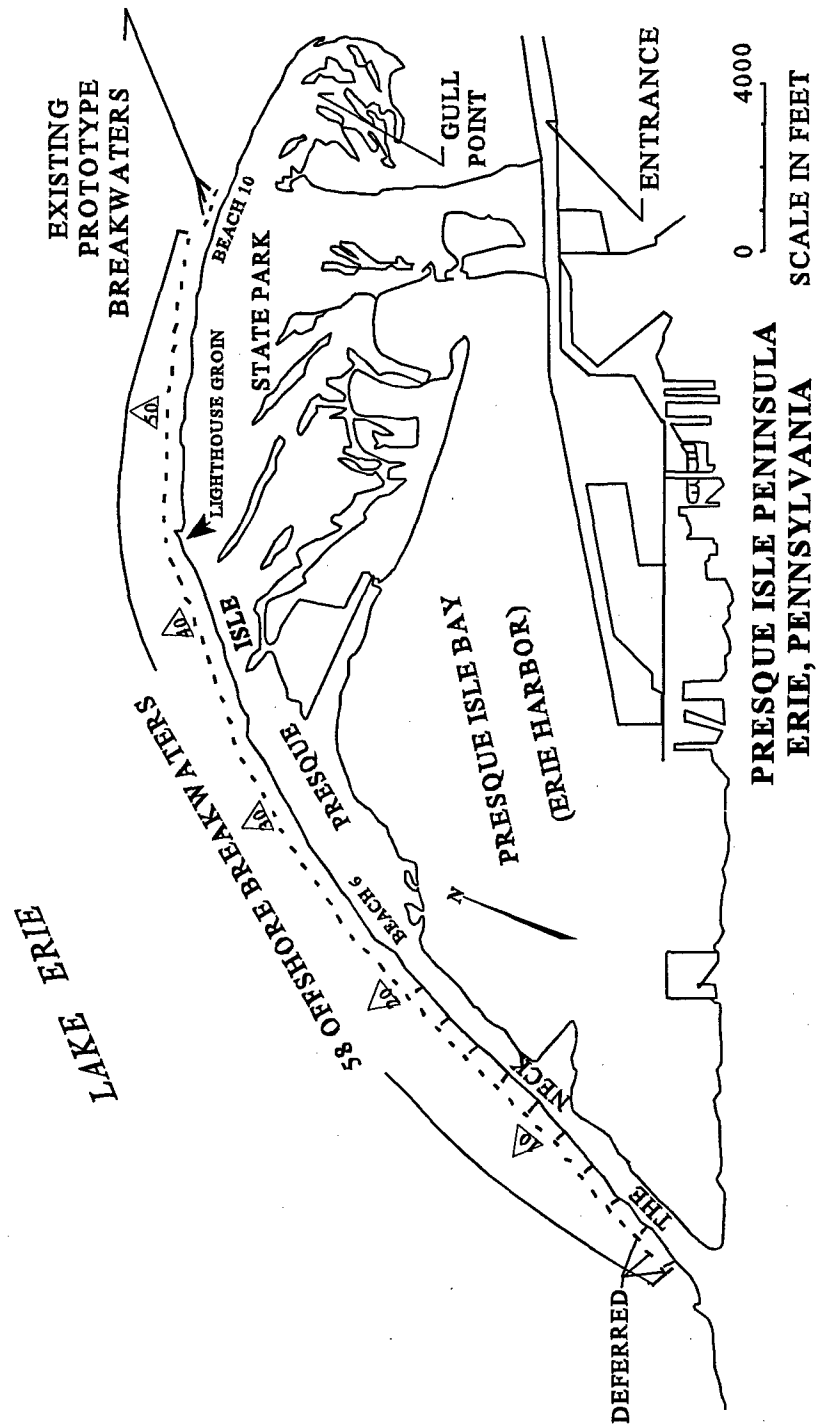 LAKE ERIE
EXISTING
PROTOTYPE
BREAKWATERS
58 OFFSHORE BREAKWATERS
10
20
30
40
50
BEACH 10
LIGHTHOUSE GROIN
STATE PARK
GULL
POINT
ENTRANCE
PRESQUE ISLE
BEACH 6
PRESQUE ISLE BAY
(ERIE HARBOR)
N
THE NECK
DEFERRED
0 4000
SCALE IN FEET
PRESQUE ISLE PENINSULA
ERIE, PENNSYLVANIA